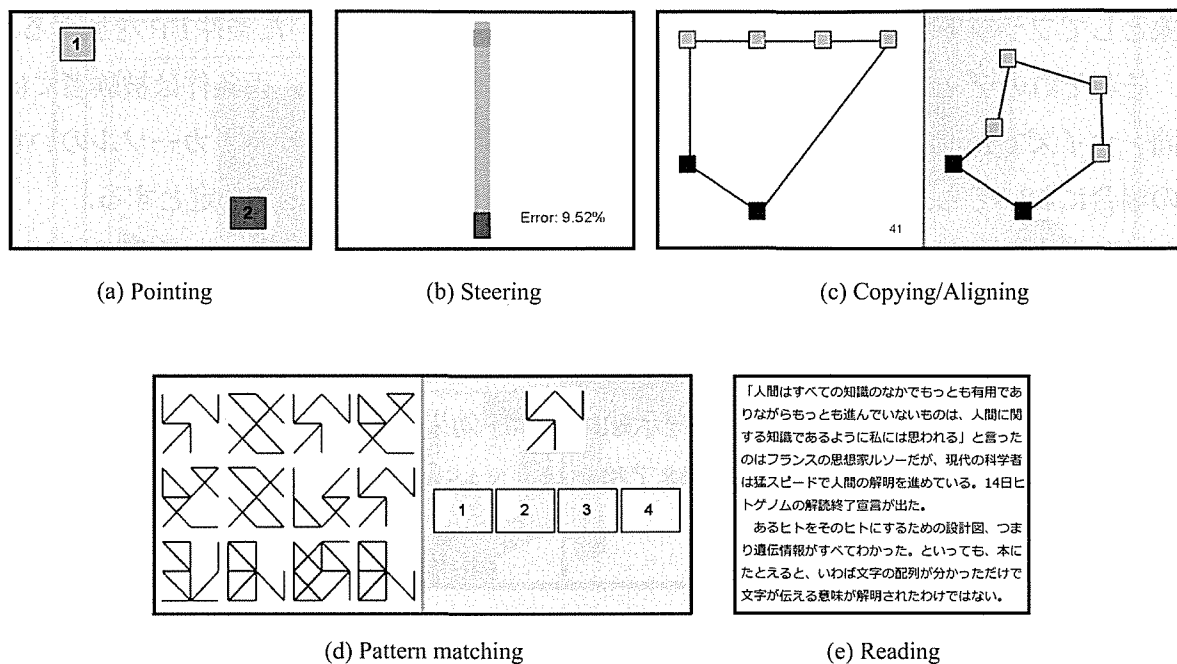 1
2
(a) Pointing
Error: 9.52%
(b) Steering
41
(c) Copying/Aligning
1 2 3 4
(d) Pattern matching
「人間はすべての知識のなかでもっとも有用であ
りながらもっとも進んでいないものは、人間に関
する知識であるように私には思われる」と言った
のはフランスの思想家ルソーだが、現代の科学者
は猛スピードで人間の解明を進めている。14日ヒ
トゲノムの解読終了宣言が出た。
あるヒトをそのヒトにするための設計図、つま
り遺伝情報がすべてわかった。といっても、本に
たとえると、いわば文字の配列が分かっただけで
文字が伝える意味が解明されたわけではない。
(e) Reading